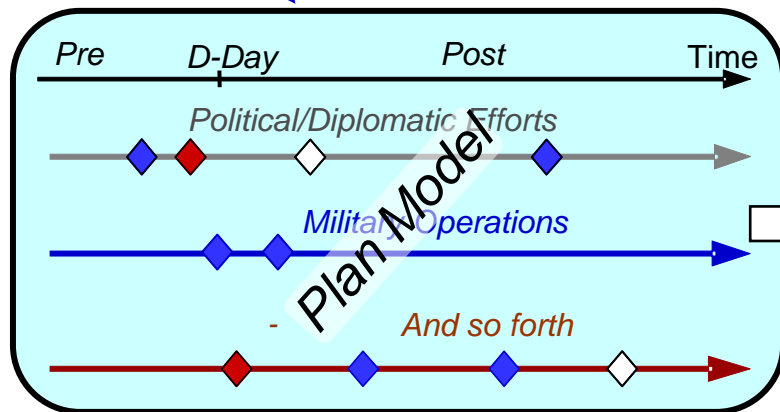 Pre D-Day Post Time
Political/Diplomatic Efforts
Military Operations
Plan Model
- And so forth